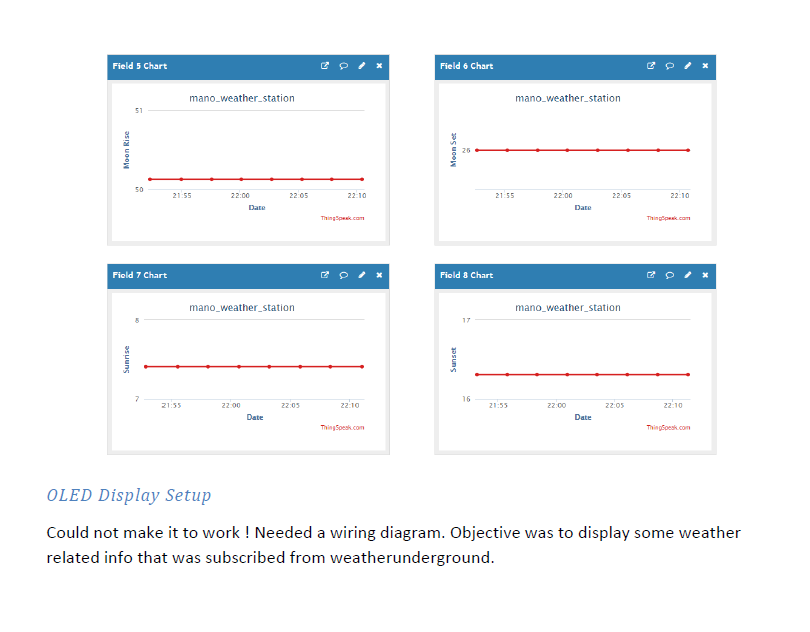 Field 5 Chart
mano_weather_station
51
Moon Rise
50
21:55 22:00 22:05 22:10
Date
ThingSpeak.com
Field 6 Chart
mano_weather_station
Moon Set
26
21:55 22:00 22:05 22:10
Date
ThingSpeak.com
Field 7 Chart
mano_weather_station
8
Sunrise
7
21:55 22:00 22:05 22:10
Date
ThingSpeak.com
Field 8 Chart
mano_weather_station
17
Sunset
16
21:55 22:00 22:05 22:10
Date
ThingSpeak.com
OLED Display Setup
Could not make it to work ! Needed a wiring diagram. Objective was to display some weather
related info that was subscribed from weatherunderground.